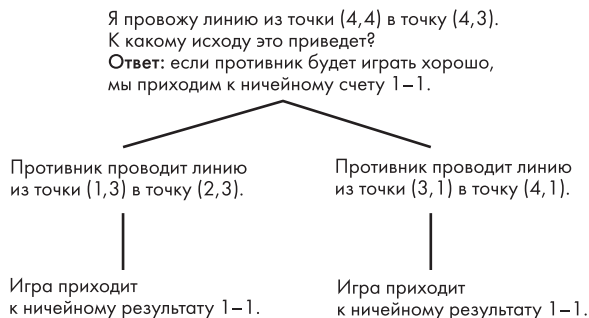 Я провожу линию из точки (4,4) в точку (4,3).
К какому исходу это приведет?
Ответ: если противник будет играть хорошо,
мы приходим к ничейному счету 1–1.
Противник проводит линию
из точки (1,3) в точку (2,3).
Противник проводит линию
из точки (3,1) в точку (4,1).
Игра приходит
к ничейному результату 1–1.
Игра приходит
к ничейному результату 1–1.